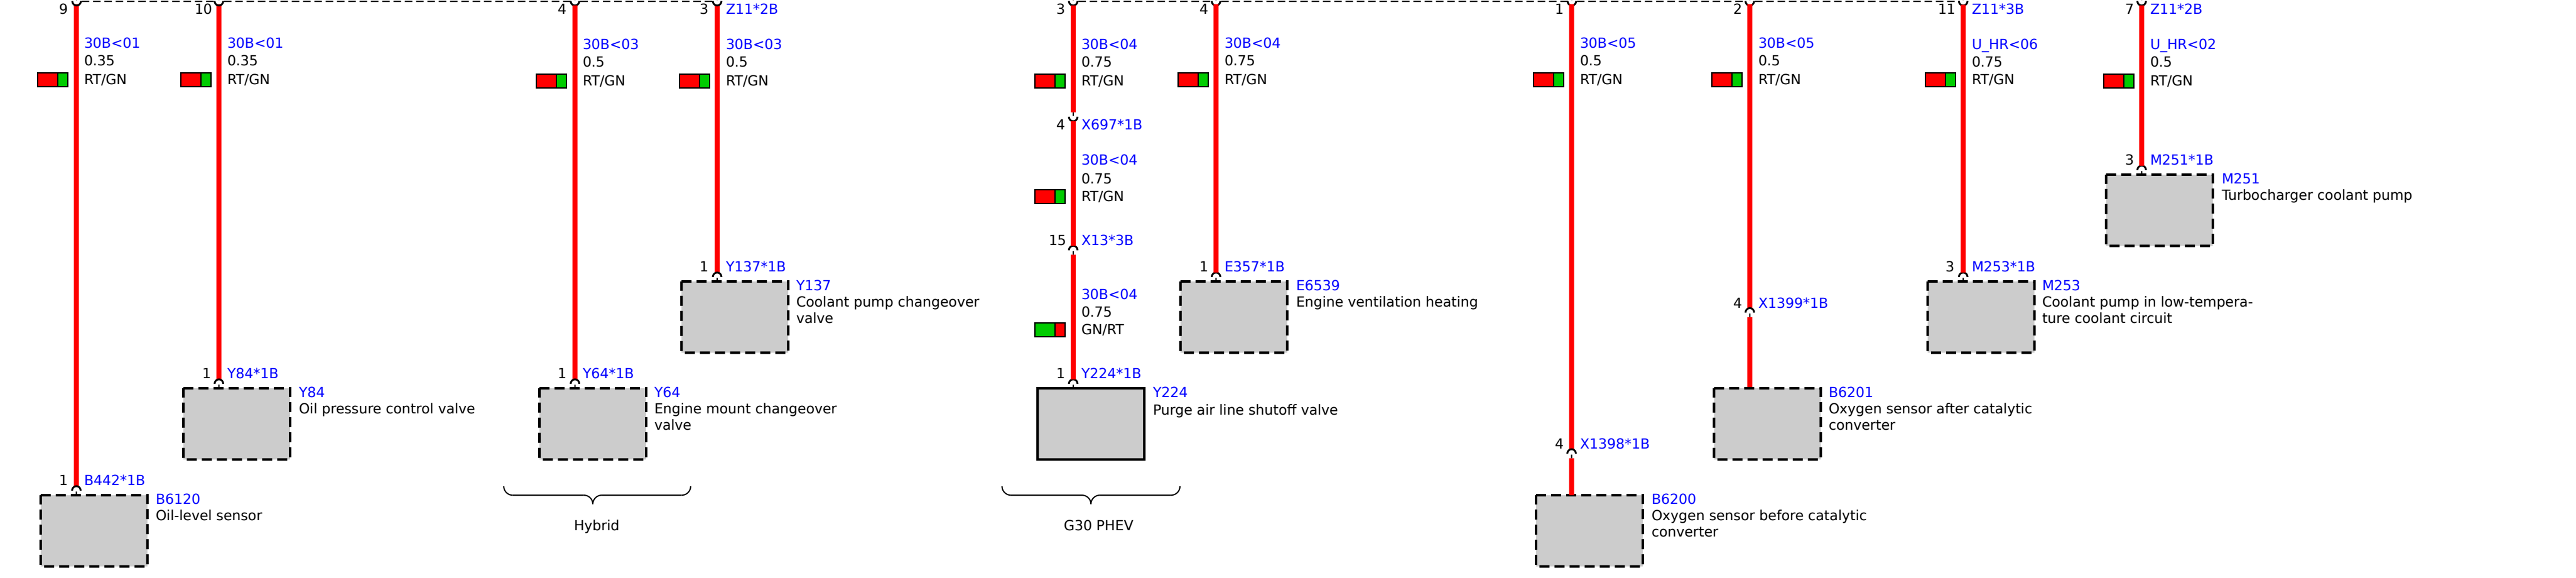 9
10
4
3 Z11*2B
3
4
1
2
11 Z11*3B
7 Z11*2B
30B<01
0.35
RT/GN
30B<01
0.35
RT/GN
30B<03
0.5
RT/GN
30B<03
0.5
RT/GN
30B<04
0.75
RT/GN
30B<04
0.75
RT/GN
30B<05
0.5
RT/GN
30B<05
0.5
RT/GN
U_HR<06
0.75
RT/GN
U_HR<02
0.5
RT/GN
4 X697*1B
30B<04
0.75
RT/GN
3 M251*1B
M251
Turbocharger coolant pump
15 X13*3B
1 Y137*1B
Y137
Coolant pump changeover
valve
30B<04
0.75
GN/RT
1 E357*1B
E6539
Engine ventilation heating
4 X1399*1B
3 M253*1B
M253
Coolant pump in low-tempera-
ture coolant circuit
1 Y84*1B
Y84
Oil pressure control valve
1 Y64*1B
Y64
Engine mount changeover
valve
1 Y224*1B
Y224
Purge air line shutoff valve
B6201
Oxygen sensor after catalytic
converter
4 X1398*1B
1 B442*1B
B6120
Oil-level sensor
Hybrid
G30 PHEV
B6200
Oxygen sensor before catalytic
converter